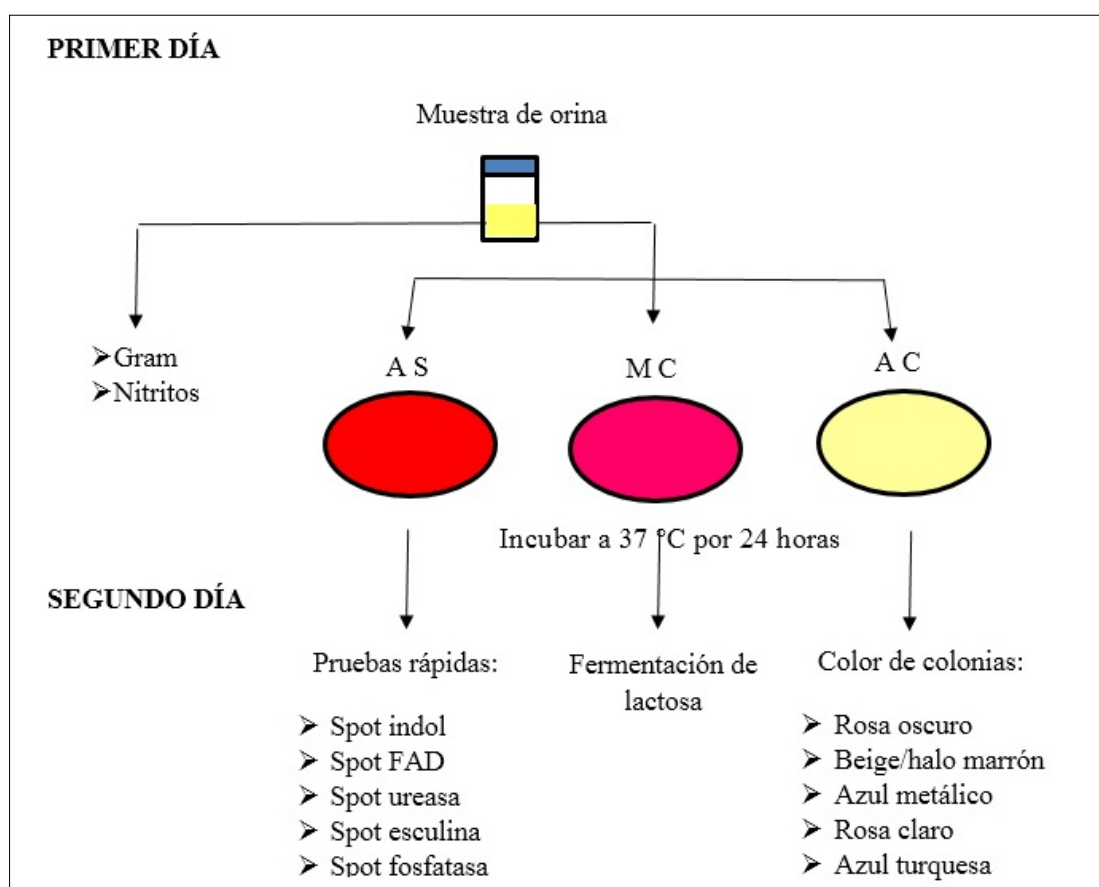 PRIMER DÍA
Muestra de orina
➢Gram
➢Nitritos
A S
M C
A C
Incubar a 37 °C por 24 horas
SEGUNDO DÍA
Pruebas rápidas:
➢ Spot indol
➢ Spot FAD
➢ Spot ureasa
➢ Spot esculina
➢ Spot fosfatasa
Fermentación de
lactosa
Color de colonias:
➢ Rosa oscuro
➢ Beige/halo marrón
➢ Azul metálico
➢ Rosa claro
➢ Azul turquesa